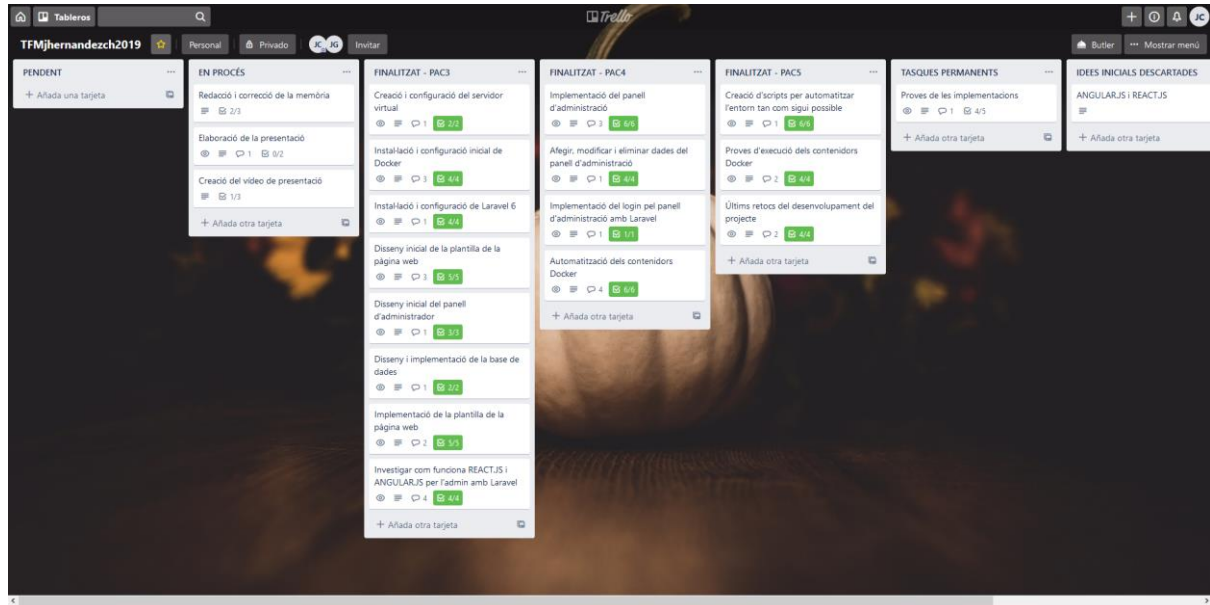 Tableros
Trello
JC
TFMjhernandezch2019
Personal
Privado
JC JG
Invitar
Butler
Mostrar menú
PENDENT
+ Añada una tarjeta
EN PROCÉS
Redacció i correcció de la memòria
2/3
Elaboració de la presentació
1 0/2
Creació del vídeo de presentació
1/3
+ Añada otra tarjeta
FINALITZAT - PAC3
Creació i configuració del servidor
virtual
1 2/2
Instal·lació i configuració inicial de
Docker
3 4/4
Instal·lació i configuració de Laravel 6
1 4/4
Disseny inicial de la plantilla de la
pàgina web
3 5/5
Disseny inicial del panell
d'administrador
1 3/3
Disseny i implementació de la base de
dades
1 2/2
Implementació de la plantilla de la
pàgina web
2 5/5
Investigar com funciona REACT.JS i
ANGULAR.JS per l'admin amb Laravel
4 4/4
+ Añada otra tarjeta
FINALITZAT - PAC4
Implementació del panell
d'administració
3 6/6
Afegir, modificar i eliminar dades del
panell d'administració
1 4/4
Implementació del login pel panell
d'administració amb Laravel
1 1/1
Automatització dels contenidors
Docker
4 6/6
+ Añada otra tarjeta
FINALITZAT - PAC5
Creació d'scripts per automatitzar
l'entorn tan com sigui possible
1 6/6
Proves d'execució dels contenidors
Docker
2 4/4
Últims retocs del desenvolupament del
projecte
2 4/4
+ Añada otra tarjeta
TASQUES PERMANENTS
Proves de les implementacions
1 4/5
+ Añada otra tarjeta
IDEES INICIALS DESCARTADES
ANGULAR.JS i REACT.JS
+ Añada otra tarjeta